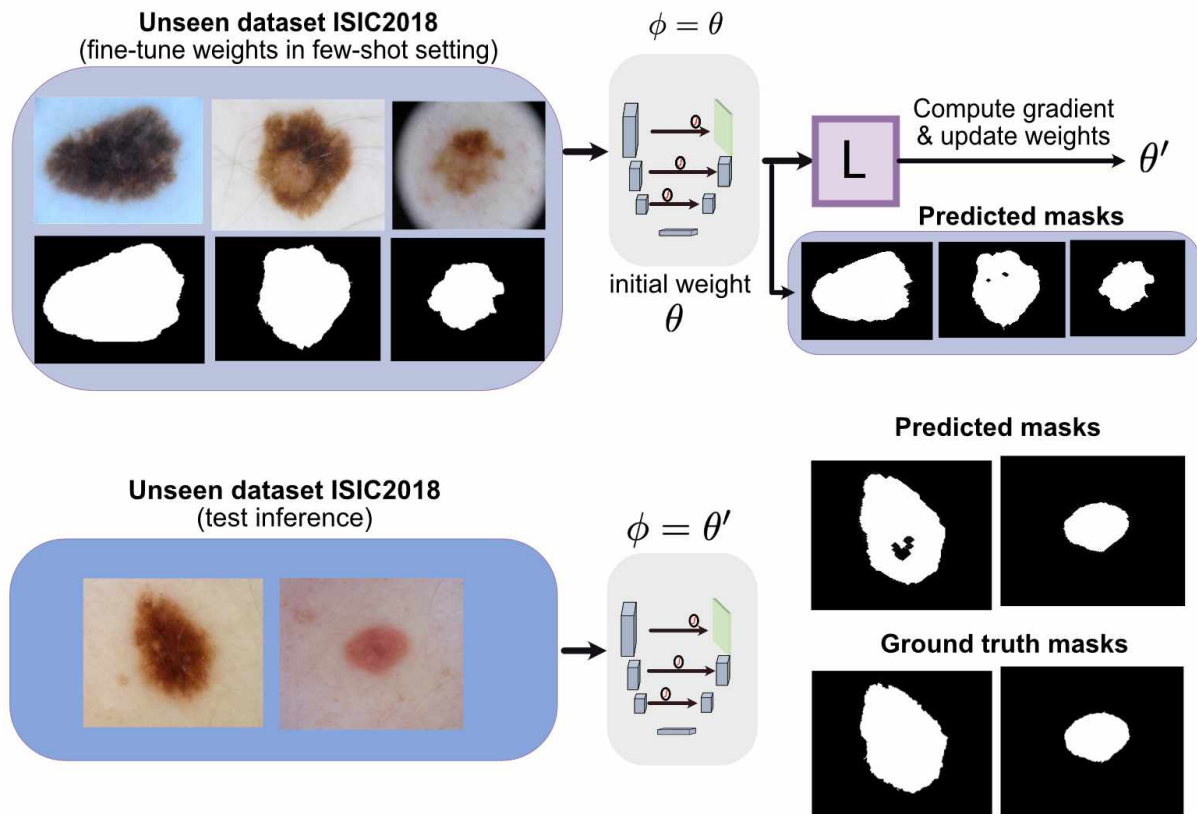 Unseen dataset ISIC2018
(fine-tune weights in few-shot setting)
ϕ = θ
Compute gradient
& update weights
L
θ′
Predicted masks
initial weight
θ
Predicted masks
Unseen dataset ISIC2018
(test inference)
ϕ = θ′
Ground truth masks